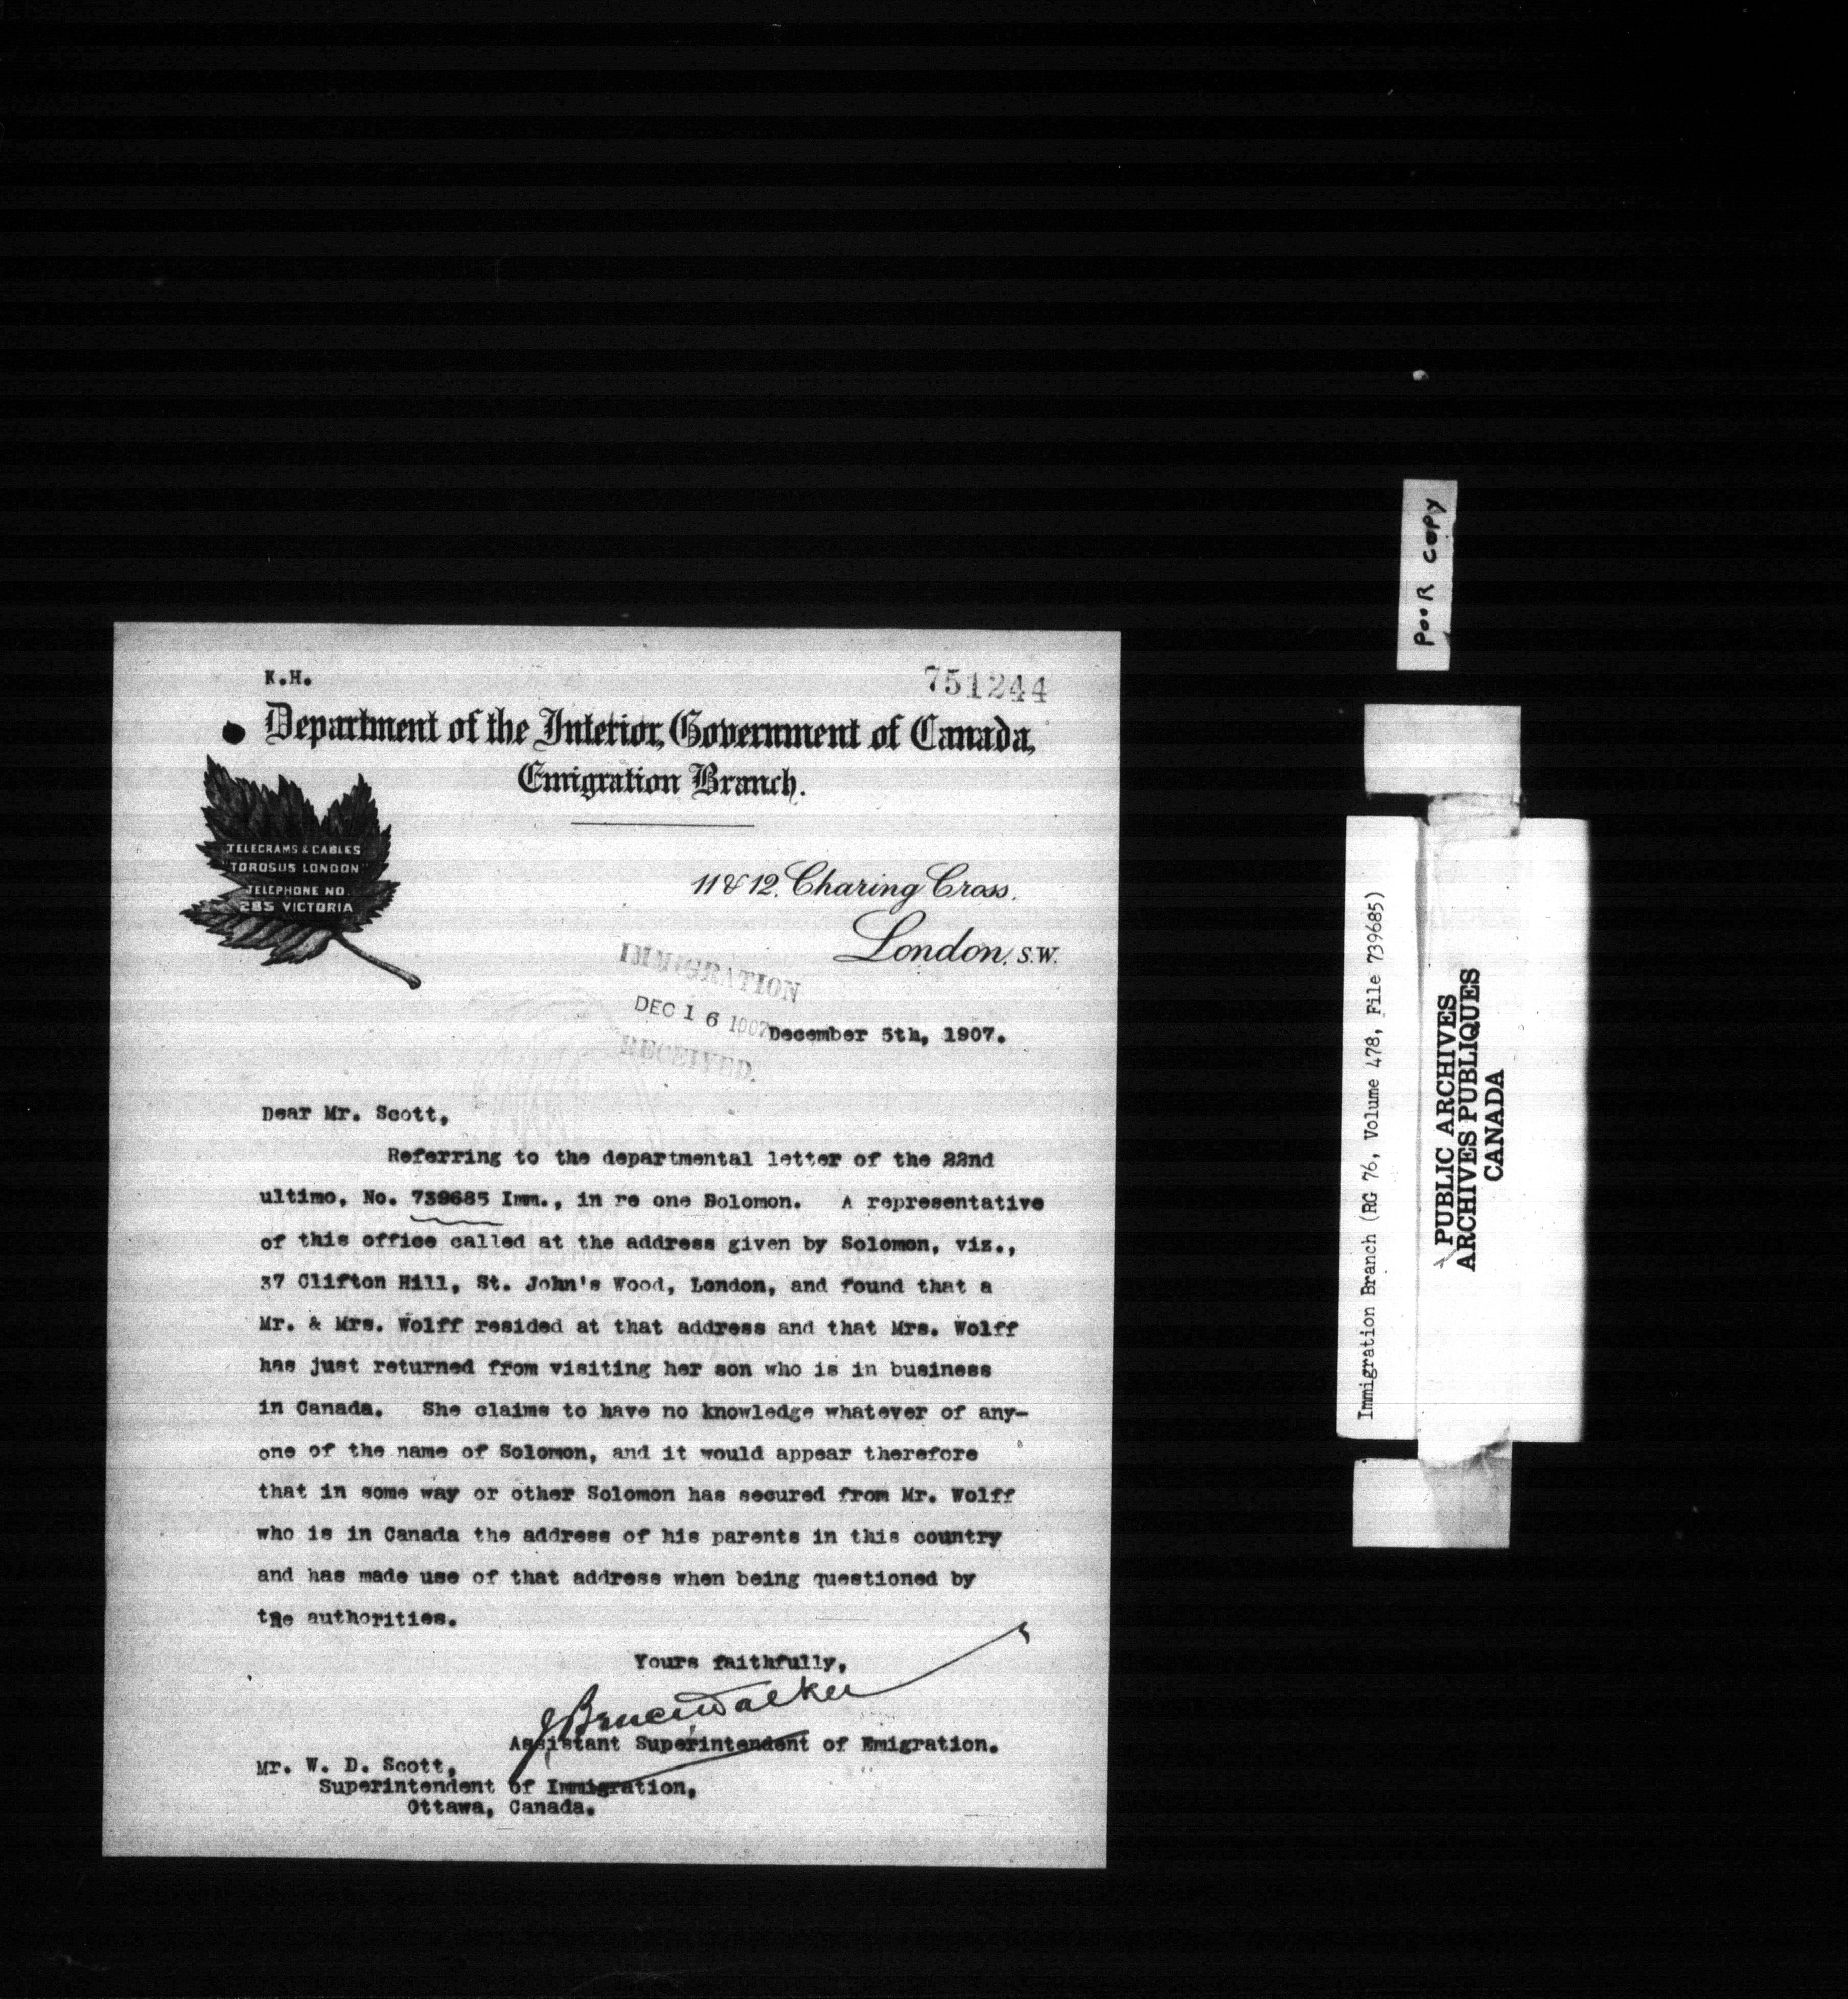 K.H.
751244
Department of the Interior, Government of Canada,
Emigration Branch.
TELEGRAMS & CABLES
"TOROSUS LONDON"
TELEPHONE NO.
285 VICTORIA
11 & 12, Charing Cross,
London, S.W.
IMMIGRATION
DEC 16 1907
RECEIVED.
December 5th, 1907.
Dear Mr. Scott,
Referring to the departmental letter of the 22nd
ultimo, No. 739685 Imm., in re one Solomon. A representative
of this office called at the address given by Solomon, viz.,
37 Clifton Hill, St. John's Wood, London, and found that a
Mr. & Mrs. Wolff resided at that address and that Mrs. Wolff
has just returned from visiting her son who is in business
in Canada. She claims to have no knowledge whatever of any-
one of the name of Solomon, and it would appear therefore
that in some way or other Solomon has secured from Mr. Wolff
who is in Canada the address of his parents in this country
and has made use of that address when being questioned by
the authorities.
Yours faithfully,
J Bruce Walker
Assistant Superintendent of Emigration.
Mr. W. D. Scott,
Superintendent of Immigration,
Ottawa, Canada.
POOR COPY
Immigration Branch (RG 76, Volume 478, File 739685)
PUBLIC ARCHIVES
ARCHIVES PUBLIQUES
CANADA